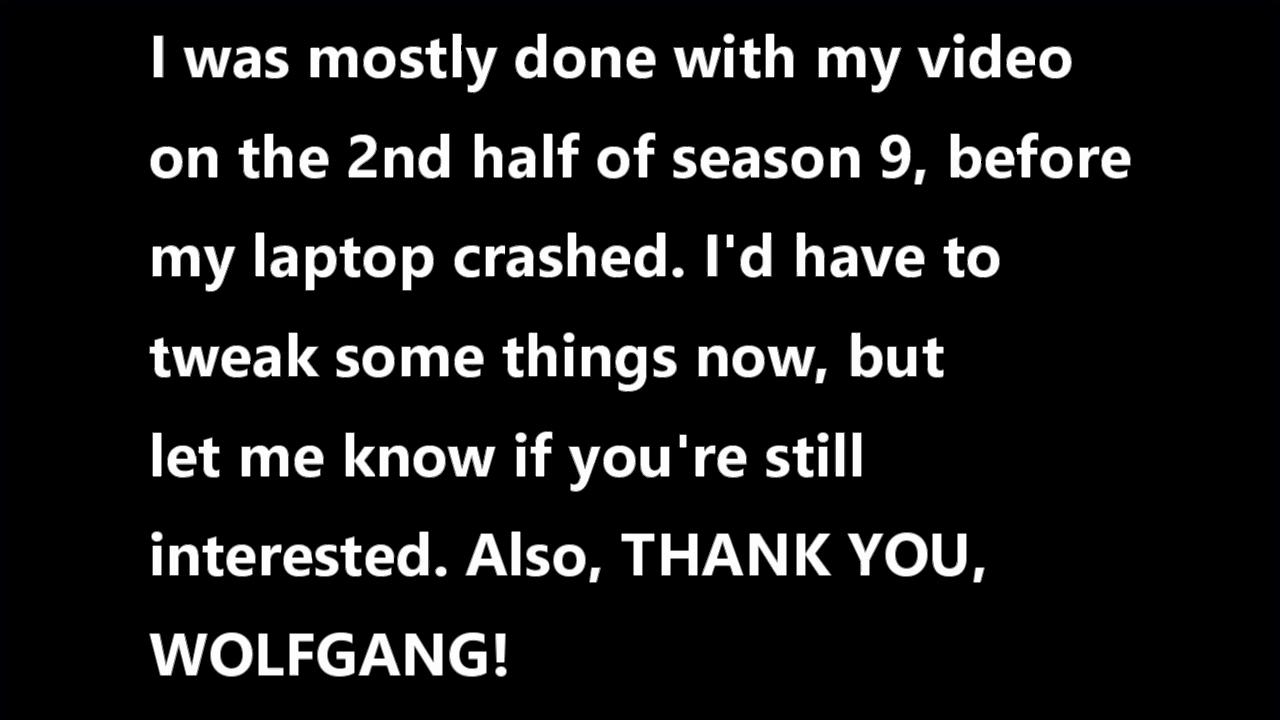 I was mostly done with my video
on the 2nd half of season 9, before
my laptop crashed. I'd have to
tweak some things now, but
let me know if you're still
interested. Also, THANK YOU,
WOLFGANG!